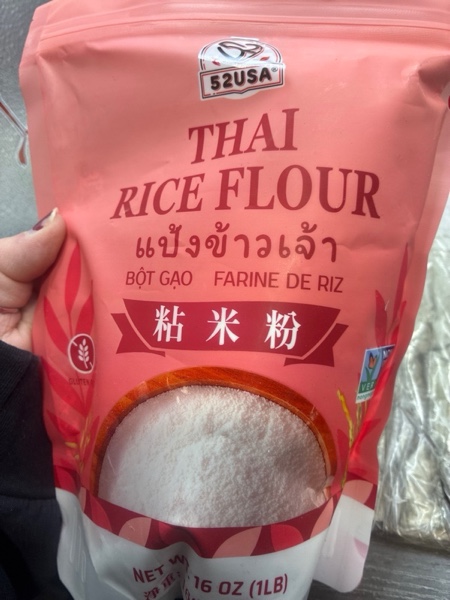 52USA®
THAI
RICE FLOUR
แป้งข้าวเจ้า
BỘT GẠO FARINE DE RIZ
粘米粉
NET
16 OZ (1LB)